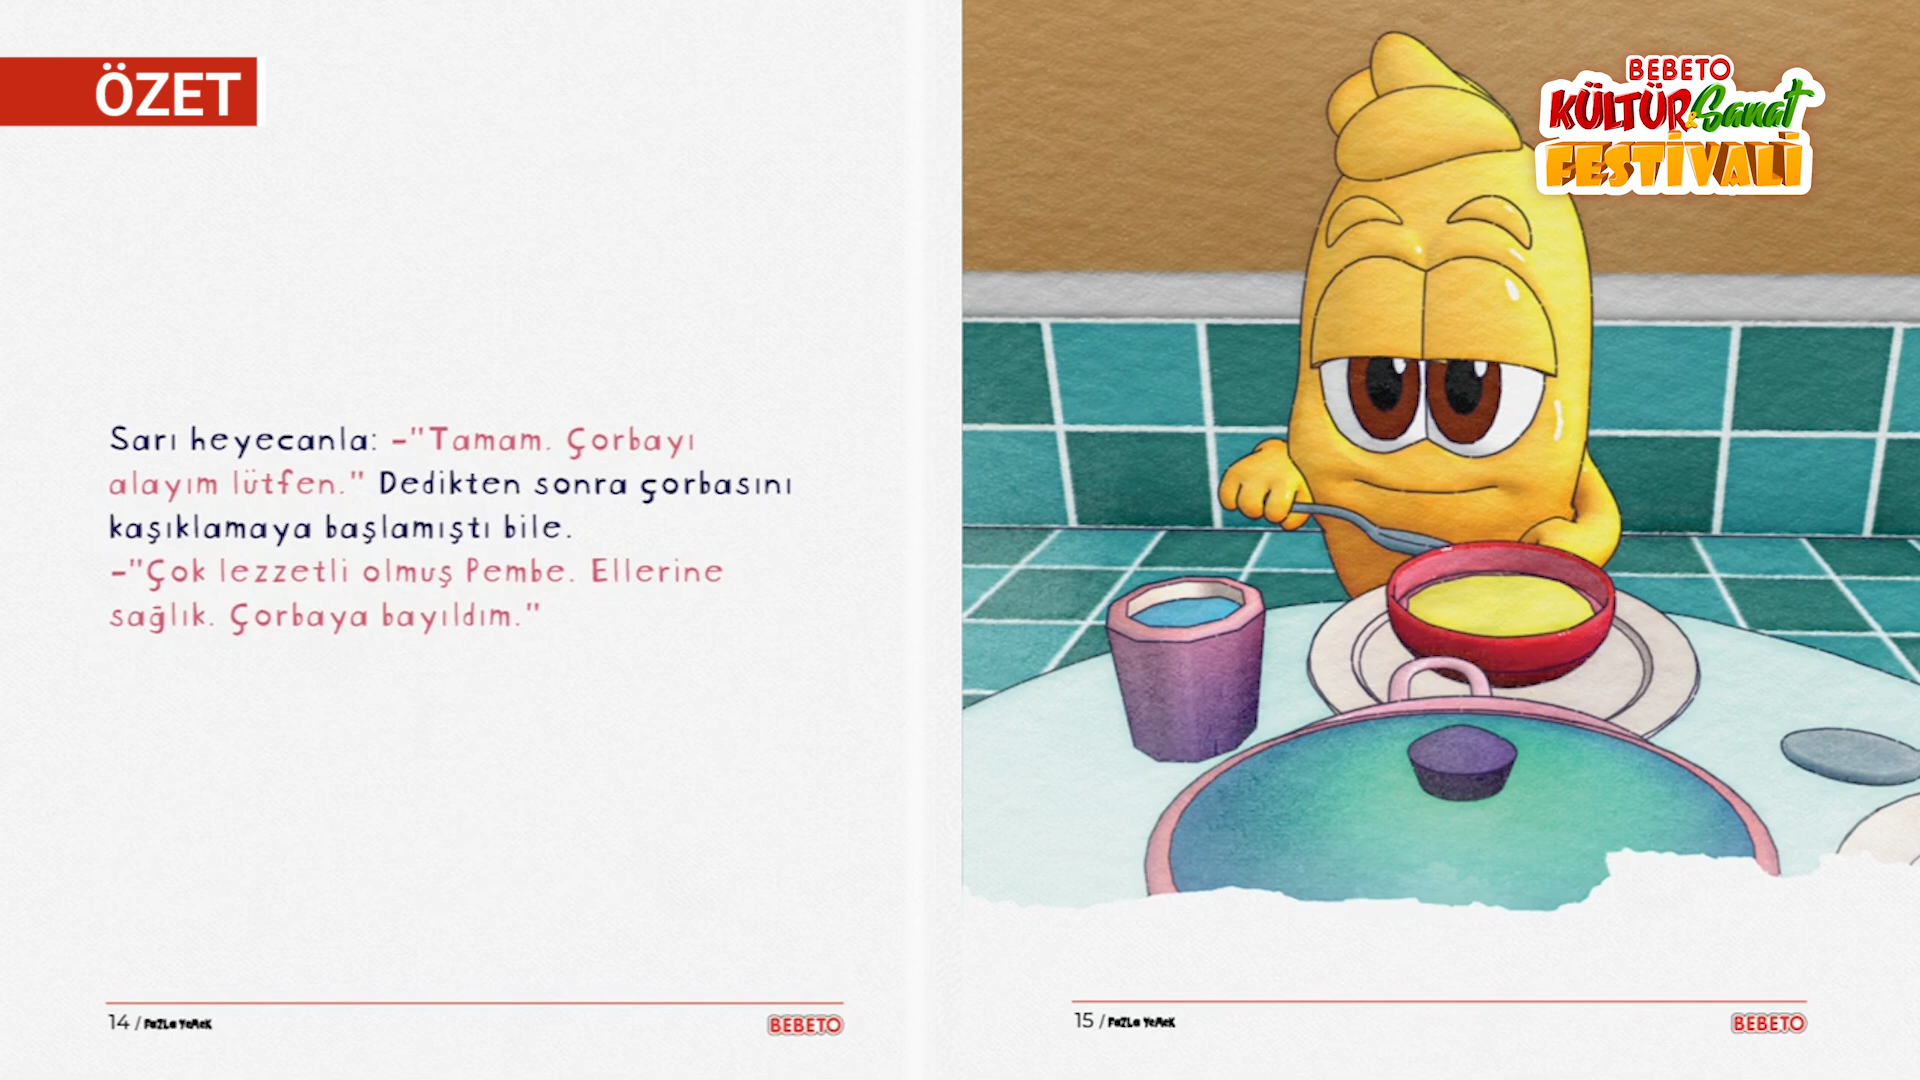 ÖZET
Sarı heyecanla: -"Tamam. Çorbayı
alayım lütfen." Dedikten sonra çorbasını
kaşıklamaya başlamıştı bile.
-"Çok lezzetli olmuş Pembe. Ellerine
sağlık. Çorbaya bayıldım."
14 / FAZLA YEMEK
BEBETO
BEBETO
KÜLTÜR & Sanat
FESTİVALİ
15 / FAZLA YEMEK
BEBETO